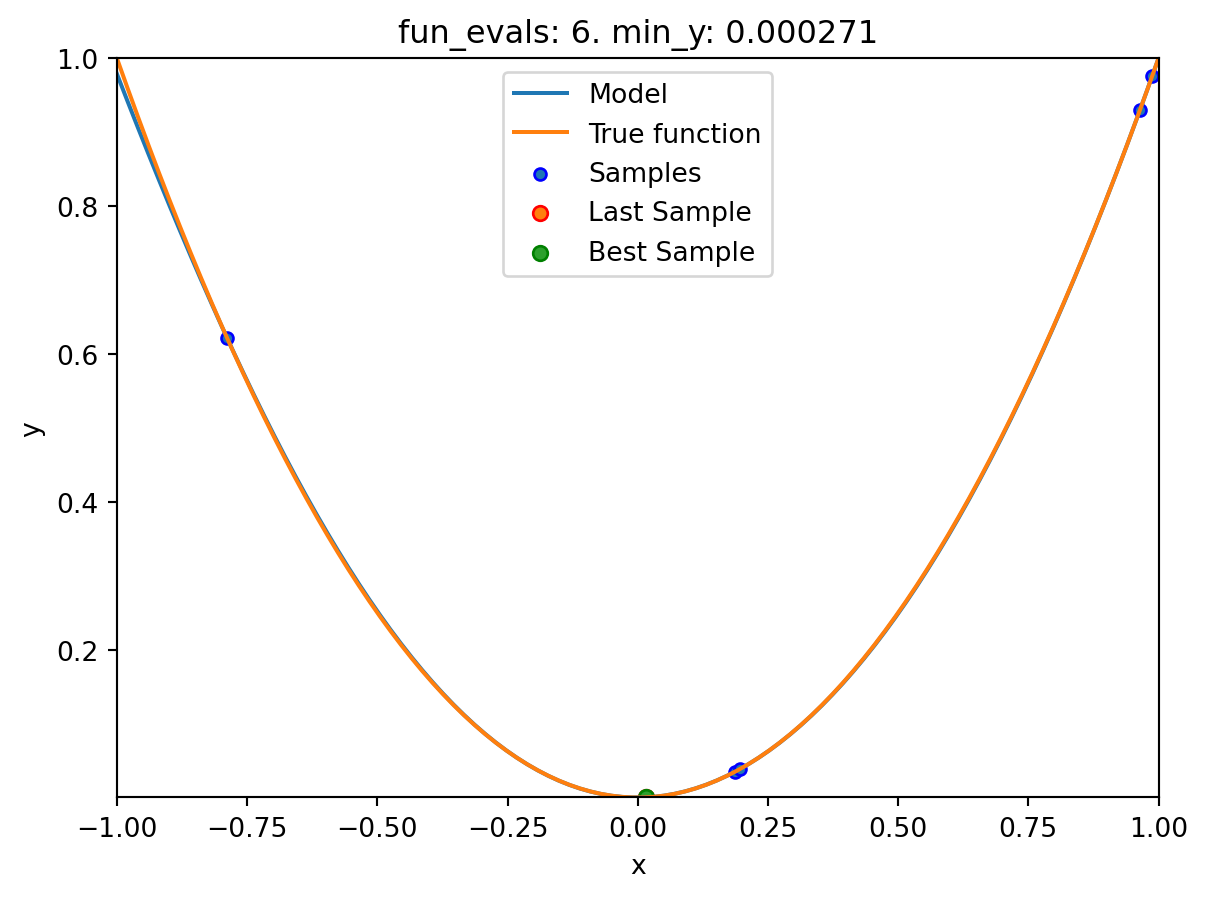 fun_evals: 6. min_y: 0.000271
1.0
0.8
0.6
0.4
0.2
y
Model
True function
Samples
Last Sample
Best Sample
−1.00 −0.75 −0.50 −0.25 0.00 0.25 0.50 0.75 1.00
x